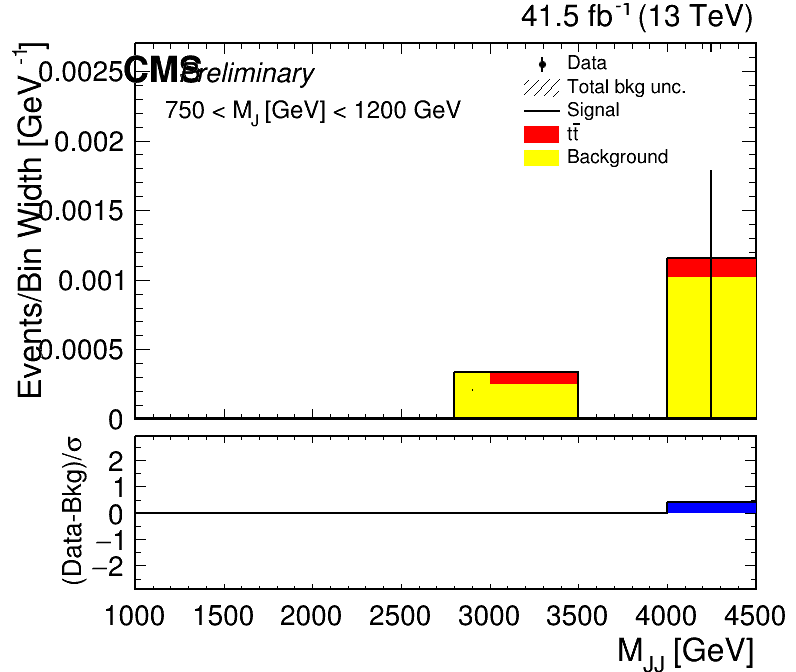 41.5 fb⁻¹ (13 TeV)
CMS Preliminary
750 < M_J [GeV] < 1200 GeV
Data
Total bkg unc.
Signal
tt̄
Background
Events/Bin Width [GeV⁻¹]
0.0025
0.002
0.0015
0.001
0.0005
0
(Data-Bkg)/σ
2
1
0
−1
−2
1000 1500 2000 2500 3000 3500 4000 4500
M_JJ [GeV]